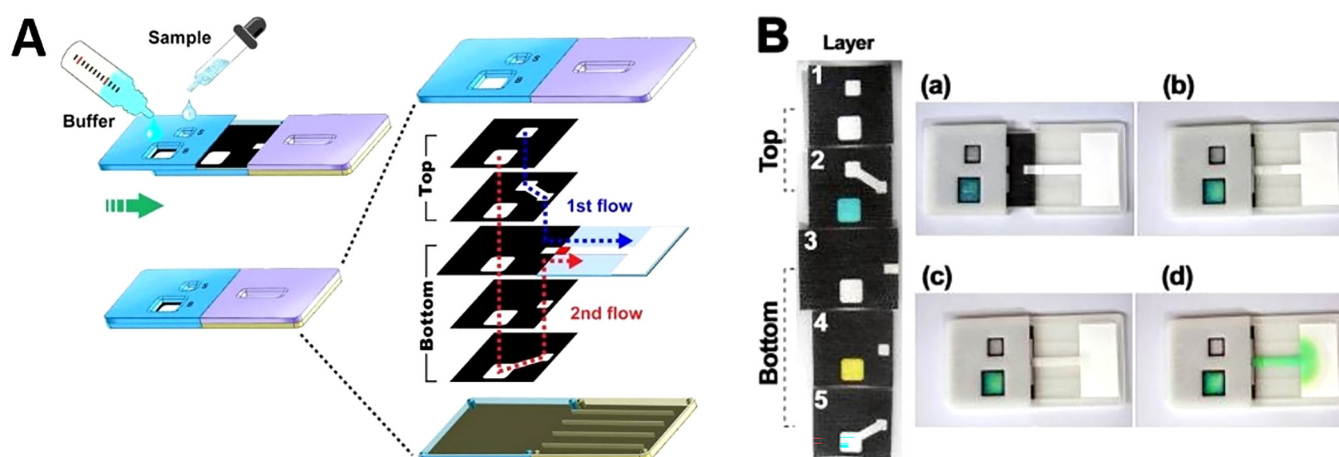 A
Sample
Buffer
S
B
S
B
S
B
Top
1st flow
Bottom
2nd flow
B
Layer
Top
Bottom
1
2
3
4
5
(a)
(b)
(c)
(d)